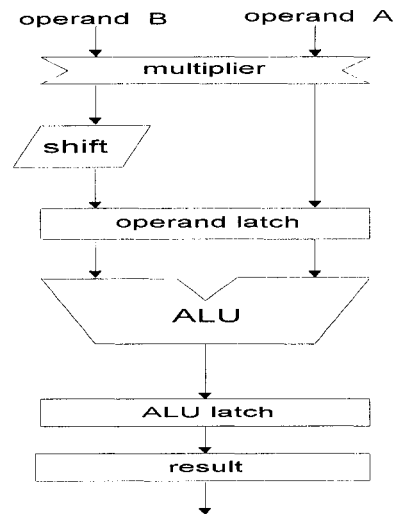 operand B operand A
multiplier
shift
operand latch
ALU
ALU latch
result